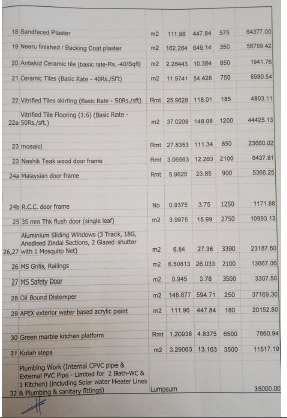 18 Sandfaced Plaster m2 111.96 447.84 575 64377.00
19 Neeru finished / Backing coat plaster m2 162.284 649.14 350 56799.42
20 Antiskid Ceramic tile (basic rate-Rs.-40/Sqft) m2 2.28443 10.384 850 1941.76
21 Ceramic Tiles (Basic Rate - 40Rs./Sft) m2 11.9741 54.428 750 8980.54
22 Vitrified Tiles skirting (Basic Rate - 50Rs./sft) Rmt 25.9628 118.01 185 4803.11
Vitrified Tile Flooring (1:6) (Basic Rate -
22a 50Rs./sft.) m2 37.0209 148.08 1200 44425.13
23 mosaic) Rmt 27.8353 111.34 850 23660.02
23 Nashik Teak wood door frame Rmt 3.06563 12.263 2100 6437.81
24a Malaysian door frame Rmt 5.9625 23.85 900 5366.25
24b R.C.C. door frame No 0.9375 3.75 1250 1171.88
25 35 mm Thk flush door (single leaf) m2 3.9975 15.99 2750 10993.13
Aluminium Sliding Windows (3 Track, 18G,
Anodised Zindal Sections, 2 Glazed shutter
26,27 with 1 Mosquito Net) m2 6.84 27.36 3390 23187.60
26 MS Grills, Railings m2 6.50813 26.033 2100 13667.06
27 MS Safety Door m2 0.945 3.78 3500 3307.50
28 Oil Bound Distemper m2 148.677 594.71 250 37169.30
29 APEX exterior water based acrylic paint m2 111.96 447.84 180 20152.80
30 Green marble kitchen platform Rmt 1.20938 4.8375 6500 7860.94
31 Kotah steps m2 3.29063 13.163 3500 11517.19
Plumbing Work (Internal CPVC pipe &
External PVC Pipe - Limited for 2 Bath-WC &
1 Kitchen) (Including Solar water Heater Lines
32 & Plumbing & sanitary fittings) Lumpsum 35000.00